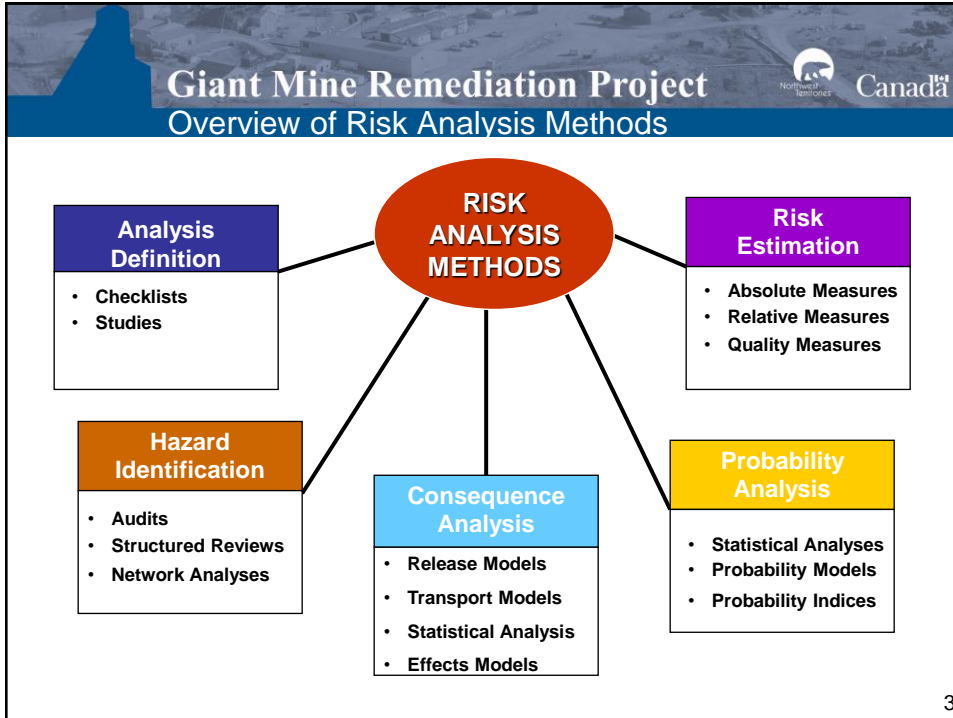 Giant Mine Remediation Project
Northwest
Territories
Canada
Overview of Risk Analysis Methods
RISK
ANALYSIS
METHODS
Analysis
Definition
• Checklists
• Studies
Risk
Estimation
• Absolute Measures
• Relative Measures
• Quality Measures
Hazard
Identification
• Audits
• Structured Reviews
• Network Analyses
Consequence
Analysis
• Release Models
• Transport Models
• Statistical Analysis
• Effects Models
Probability
Analysis
• Statistical Analyses
• Probability Models
• Probability Indices
3